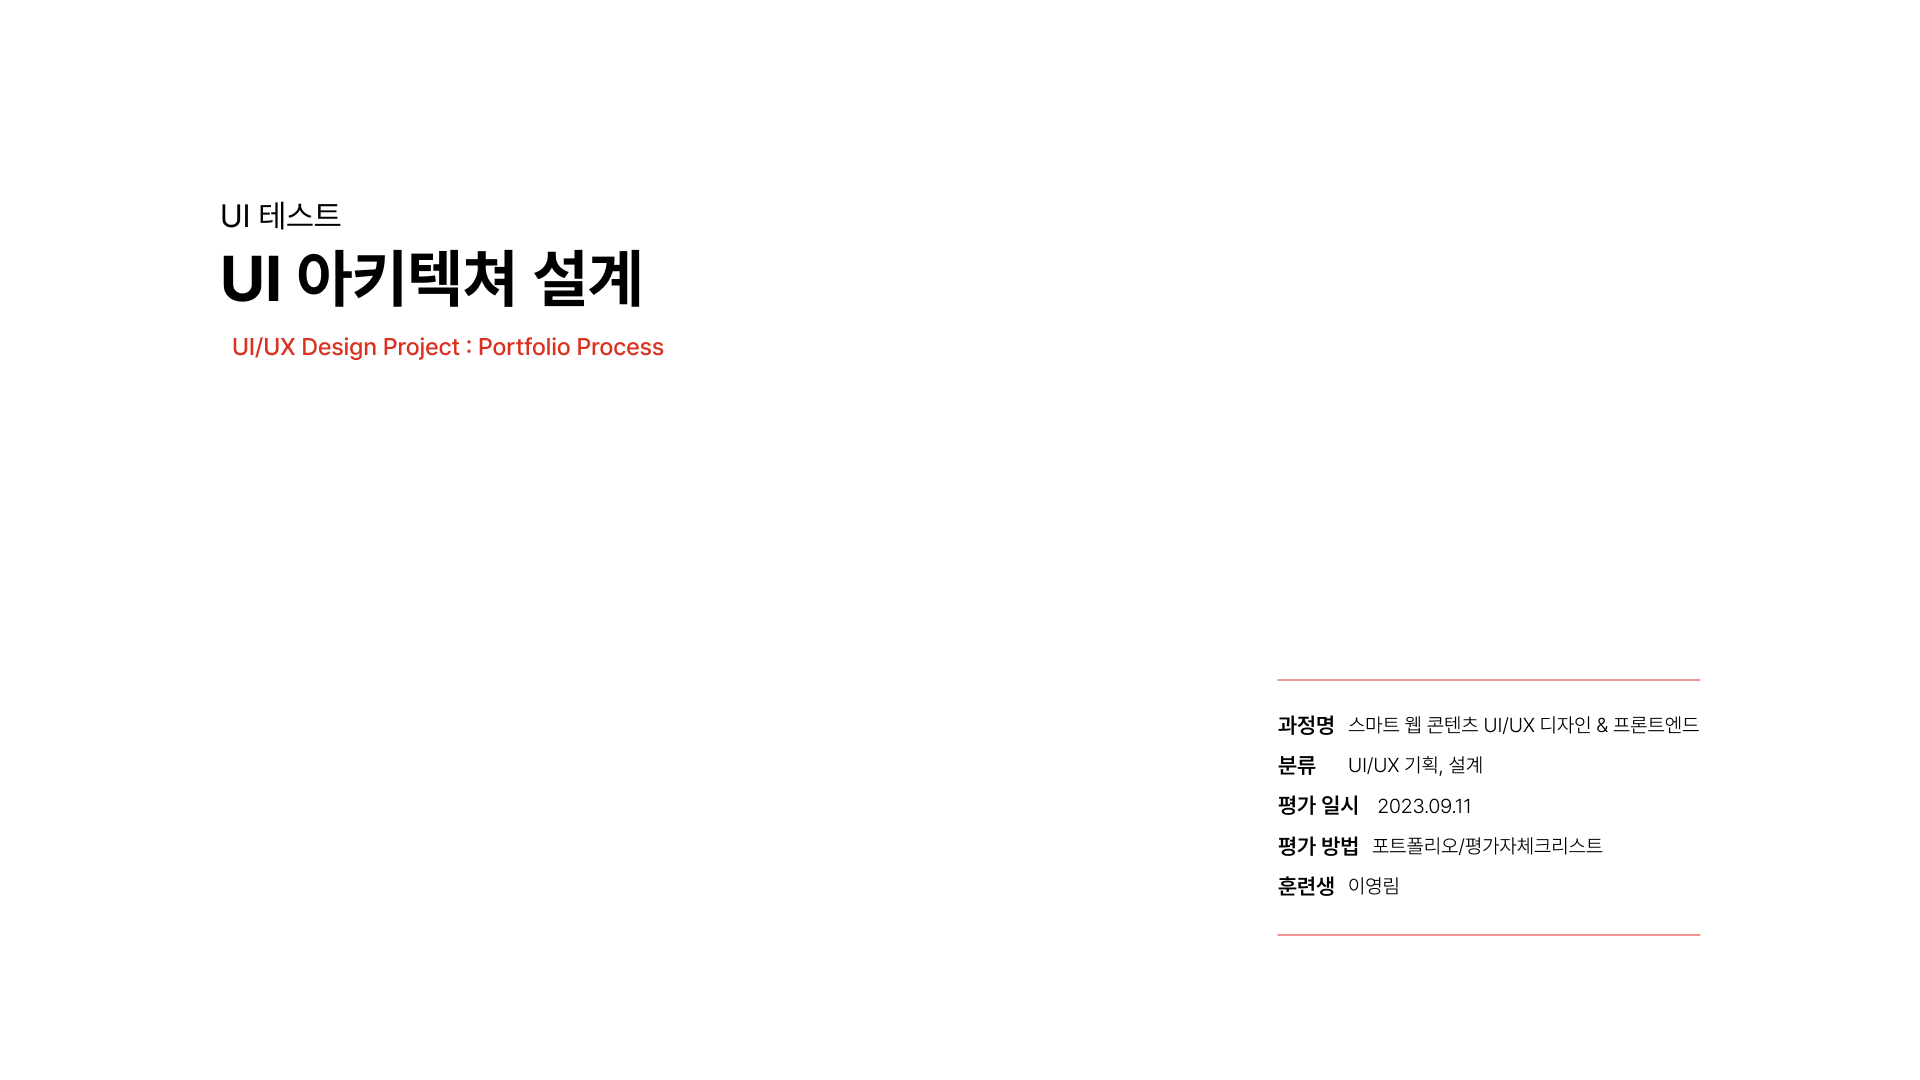 UI 테스트
UI 아키텍쳐 설계
UI/UX Design Project : Portfolio Process
과정명 스마트 웹 콘텐츠 UI/UX 디자인 & 프론트엔드
분류 UI/UX 기획, 설계
평가 일시 2023.09.11
평가 방법 포트폴리오/평가자체크리스트
훈련생 이영림